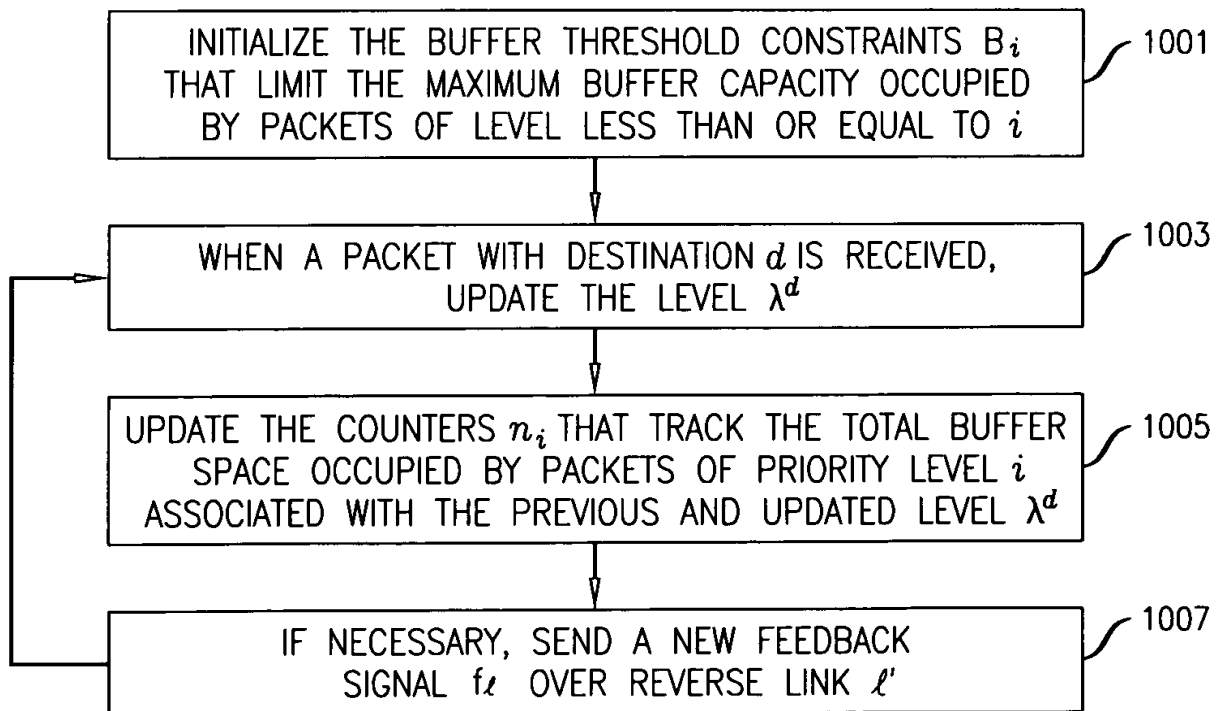 INITIALIZE THE BUFFER THRESHOLD CONSTRAINTS Bᵢ
THAT LIMIT THE MAXIMUM BUFFER CAPACITY OCCUPIED
BY PACKETS OF LEVEL LESS THAN OR EQUAL TO i
1001
WHEN A PACKET WITH DESTINATION d IS RECEIVED,
UPDATE THE LEVEL λᵈ
1003
UPDATE THE COUNTERS nᵢ THAT TRACK THE TOTAL BUFFER
SPACE OCCUPIED BY PACKETS OF PRIORITY LEVEL i
ASSOCIATED WITH THE PREVIOUS AND UPDATED LEVEL λᵈ
1005
IF NECESSARY, SEND A NEW FEEDBACK
SIGNAL fℓ OVER REVERSE LINK ℓ'
1007